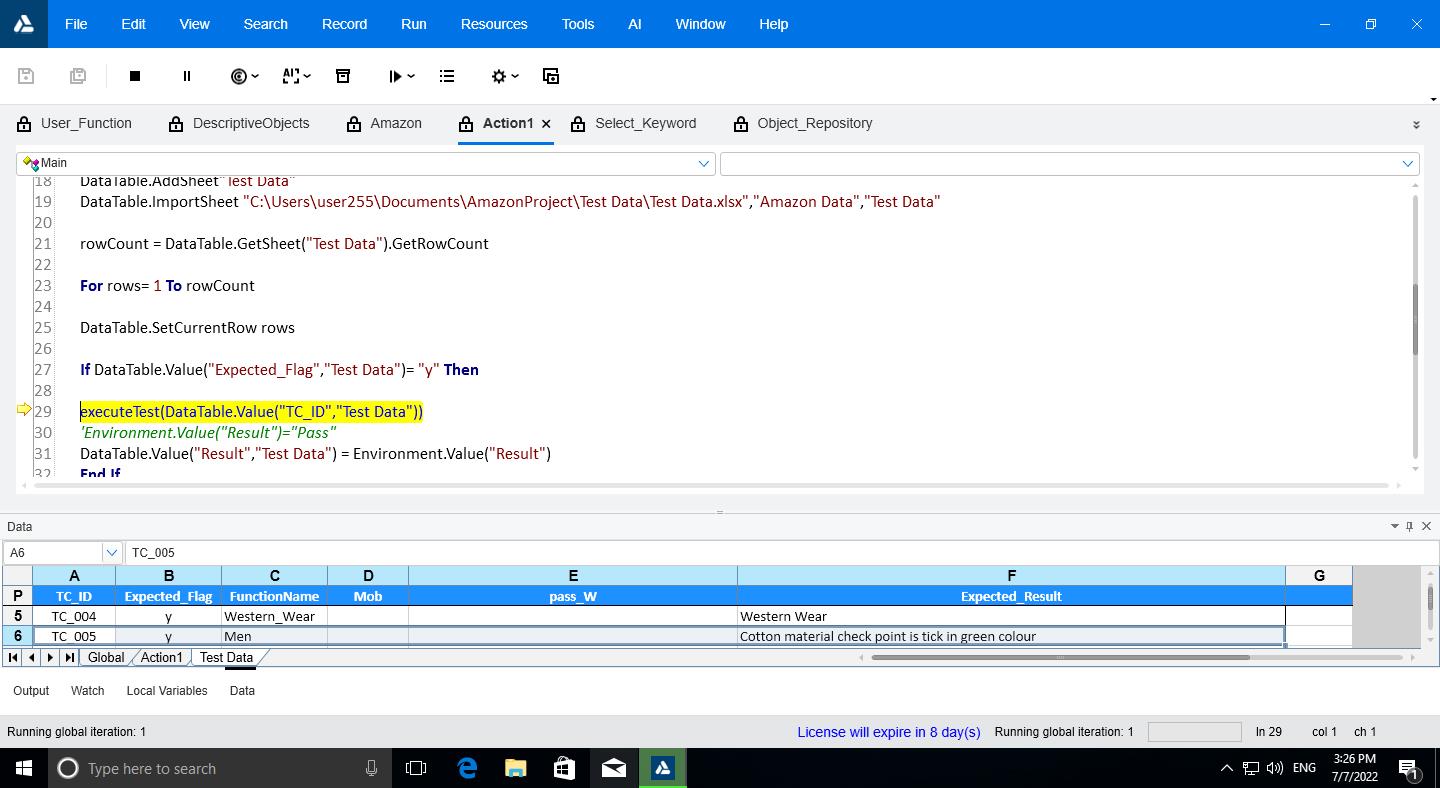 File Edit View Search Record Run Resources Tools AI Window Help
User_Function DescriptiveObjects Amazon Action1 Select_Keyword Object_Repository
Main
18 DataTable.AddSheet"Test Data"
19 DataTable.ImportSheet "C:\Users\user255\Documents\AmazonProject\Test Data\Test Data.xlsx","Amazon Data","Test Data"
20
21 rowCount = DataTable.GetSheet("Test Data").GetRowCount
22
23 For rows= 1 To rowCount
24
25 DataTable.SetCurrentRow rows
26
27 If DataTable.Value("Expected_Flag","Test Data")= "y" Then
28
29 executeTest(DataTable.Value("TC_ID","Test Data"))
30 'Environment.Value("Result")="Pass"
31 DataTable.Value("Result","Test Data") = Environment.Value("Result")
32 End If
Data
A6 TC_005
A B C D E F G
P TC_ID Expected_Flag FunctionName Mob pass_W Expected_Result
5 TC_004 y Western_Wear Western Wear
6 TC_005 y Men Cotton material check point is tick in green colour
Global Action1 Test Data
Output Watch Local Variables Data
Running global iteration: 1 License will expire in 8 day(s) Running global iteration: 1 ln 29 col 1 ch 1
Type here to search ENG 3:26 PM
7/7/2022 1